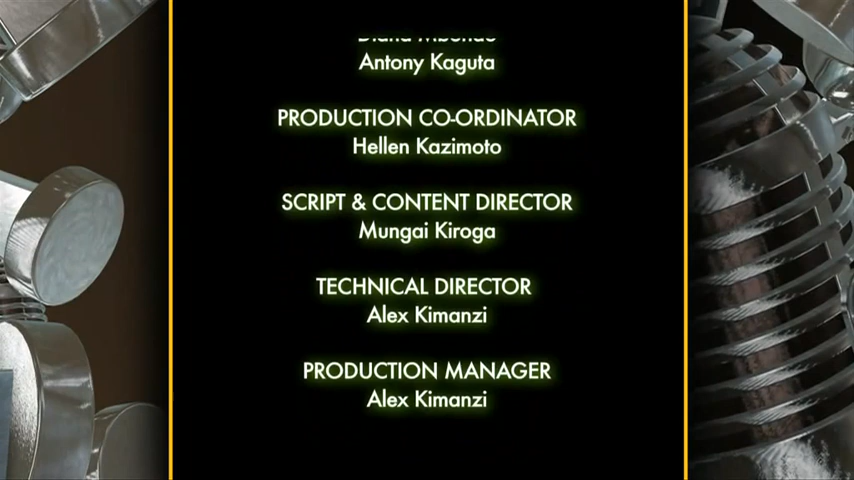 Antony Kaguta
PRODUCTION CO-ORDINATOR
Hellen Kazimoto
SCRIPT & CONTENT DIRECTOR
Mungai Kiroga
TECHNICAL DIRECTOR
Alex Kimanzi
PRODUCTION MANAGER
Alex Kimanzi